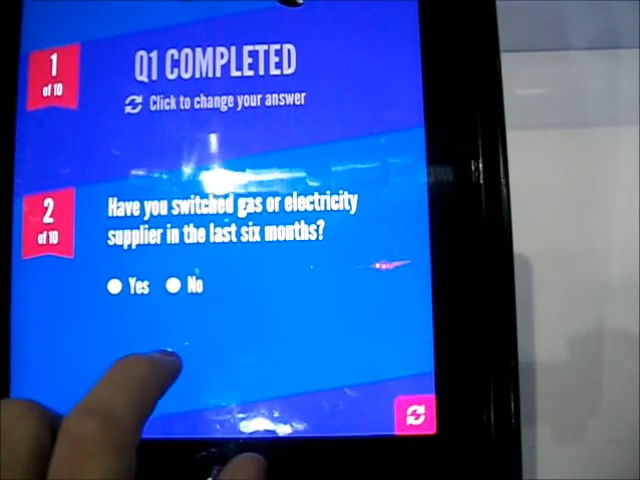 1
of 10
Q1 COMPLETED
Click to change your answer
2
of 10
Have you switched gas or electricity
supplier in the last six months?
Yes No